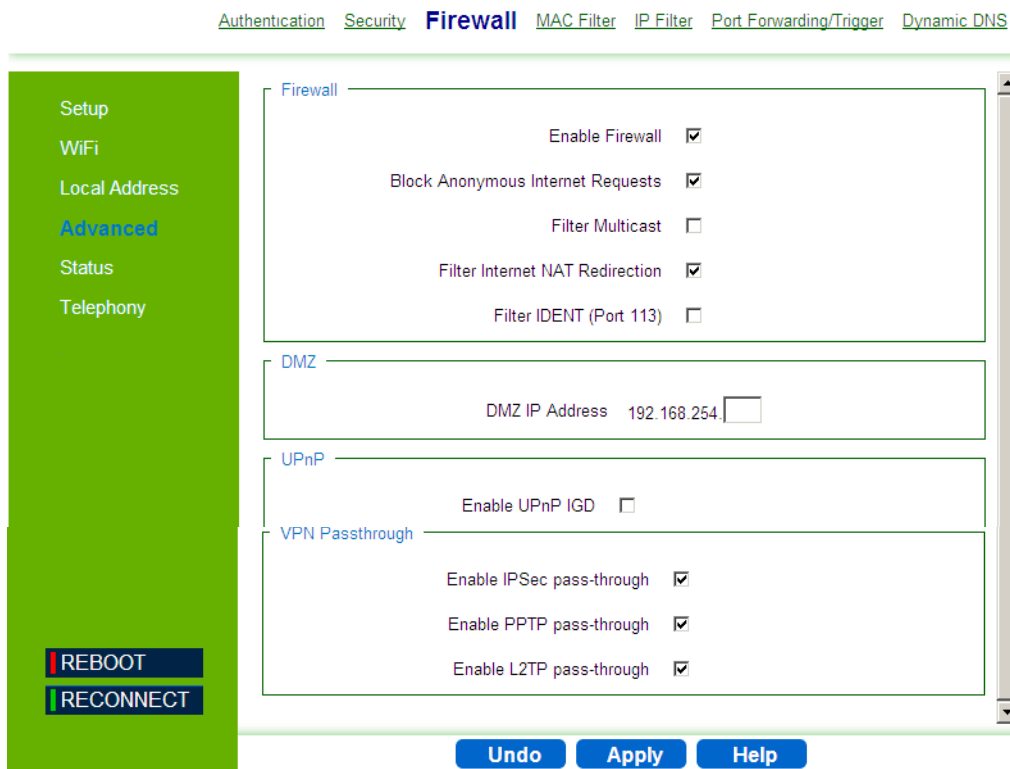 Authentication Security Firewall MAC Filter IP Filter Port Forwarding/Trigger Dynamic DNS
Setup
WiFi
Local Address
Advanced
Status
Telephony
REBOOT
RECONNECT
Firewall
Enable Firewall
Block Anonymous Internet Requests
Filter Multicast
Filter Internet NAT Redirection
Filter IDENT (Port 113)
DMZ
DMZ IP Address 192.168.254.
UPnP
Enable UPnP IGD
VPN Passthrough
Enable IPSec pass-through
Enable PPTP pass-through
Enable L2TP pass-through
Undo Apply Help